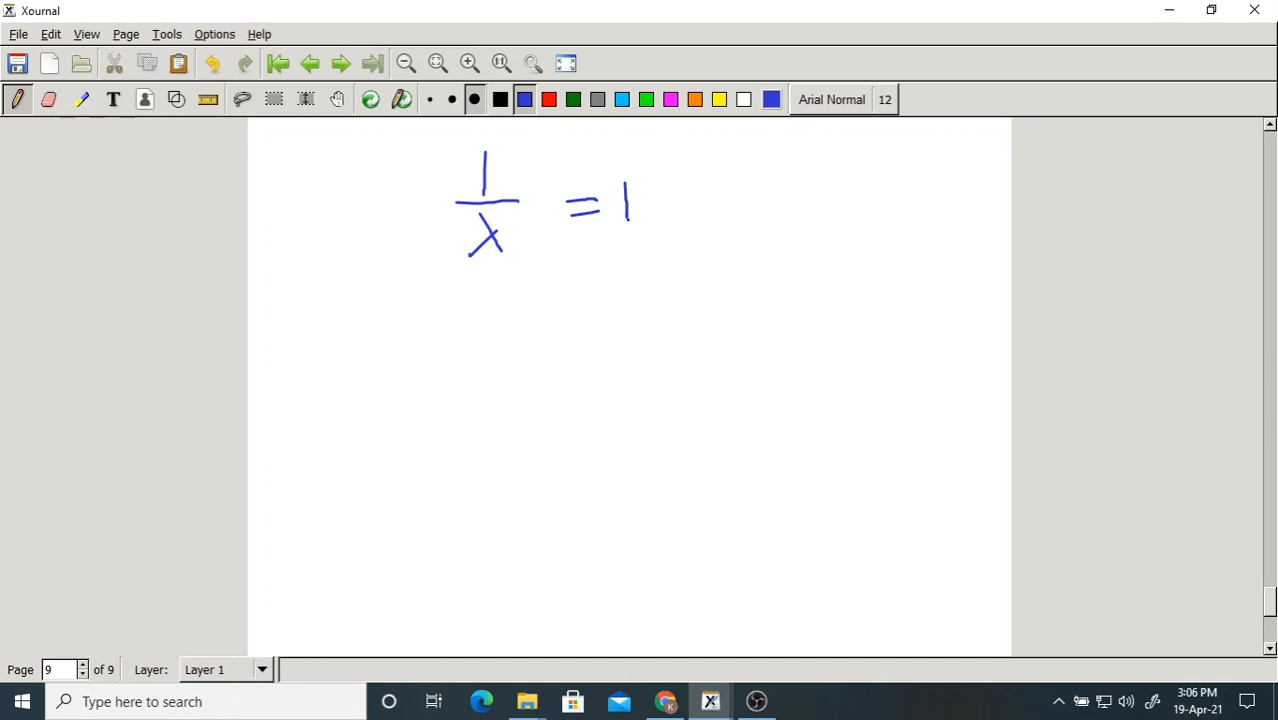 Xournal
File Edit View Page Tools Options Help
Arial Normal 12
1
x
= 1
Page 9 of 9 Layer: Layer 1
Type here to search
3:06 PM
19-Apr-21